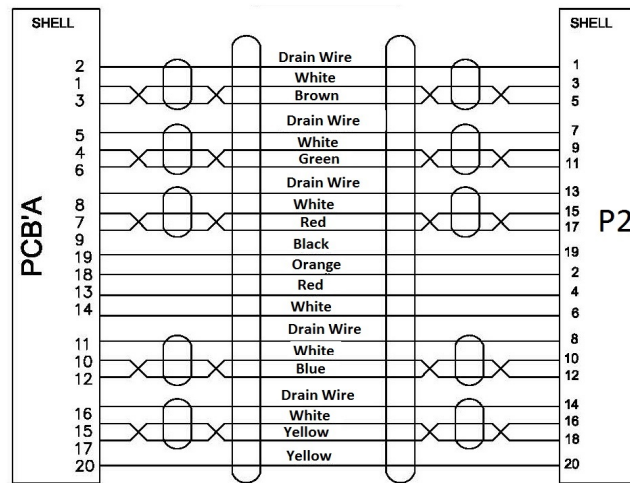 SHELL SHELL
2 Drain Wire 1
1 White 3
3 Brown 5
5 Drain Wire 7
4 White 9
6 Green 11
Drain Wire 13
8 White 15
7 Red 17
9 Black 19
19 Orange 2
18 Red 4
13 White 6
14 Drain Wire 8
11 White 10
10 Blue 12
12 Drain Wire 14
16 White 16
15 Yellow 18
17 Yellow 20
20
PCB'A
P2